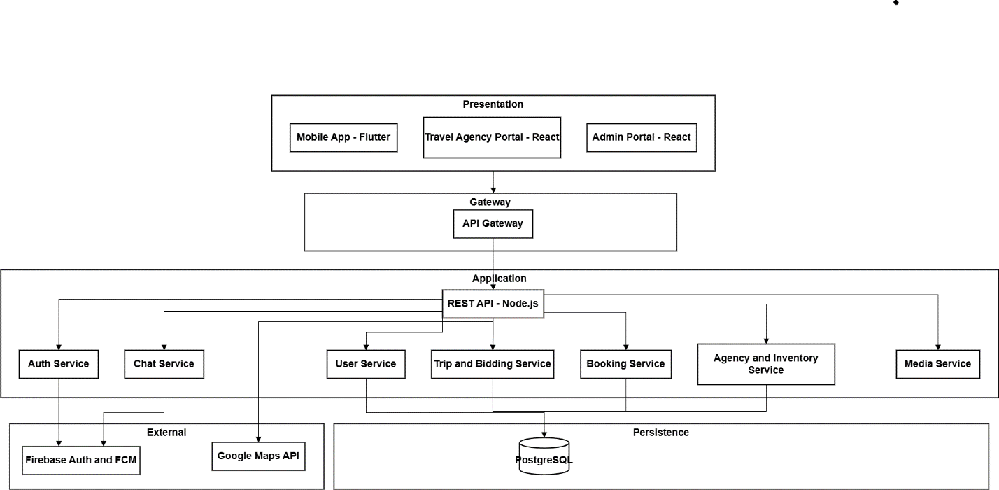 Presentation
Mobile App - Flutter
Travel Agency Portal - React
Admin Portal - React
Gateway
API Gateway
Application
REST API - Node.js
Auth Service
Chat Service
User Service
Trip and Bidding Service
Booking Service
Agency and Inventory
Service
Media Service
External
Firebase Auth and FCM
Google Maps API
Persistence
PostgreSQL